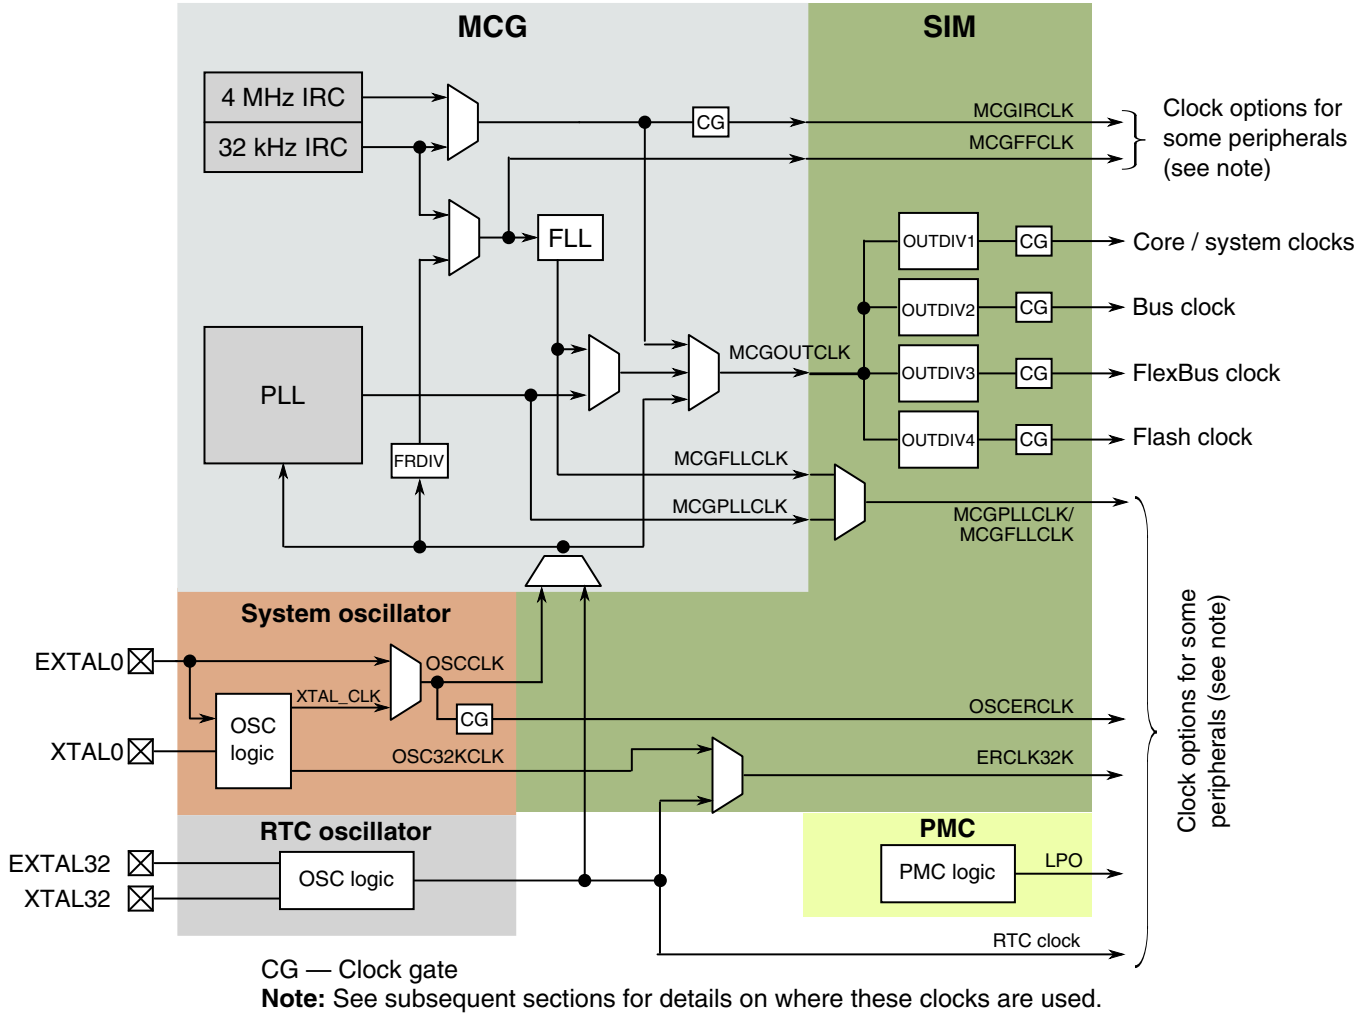 MCG
SIM
4 MHz IRC
32 kHz IRC
CG
MCGIRCLK
MCGFFCLK
Clock options for
some peripherals
(see note)
FLL
OUTDIV1
CG
Core / system clocks
OUTDIV2
CG
Bus clock
PLL
MCGOUTCLK
OUTDIV3
CG
FlexBus clock
OUTDIV4
CG
Flash clock
FRDIV
MCGFLLCLK
MCGPLLCLK
MCGPLLCLK/
MCGFLLCLK
System oscillator
EXTAL0
OSCCLK
XTAL_CLK
OSC
logic
CG
OSCERCLK
XTAL0
OSC32KCLK
ERCLK32K
Clock options for some
peripherals (see note)
RTC oscillator
PMC
EXTAL32
XTAL32
OSC logic
PMC logic
LPO
RTC clock
CG — Clock gate
Note: See subsequent sections for details on where these clocks are used.